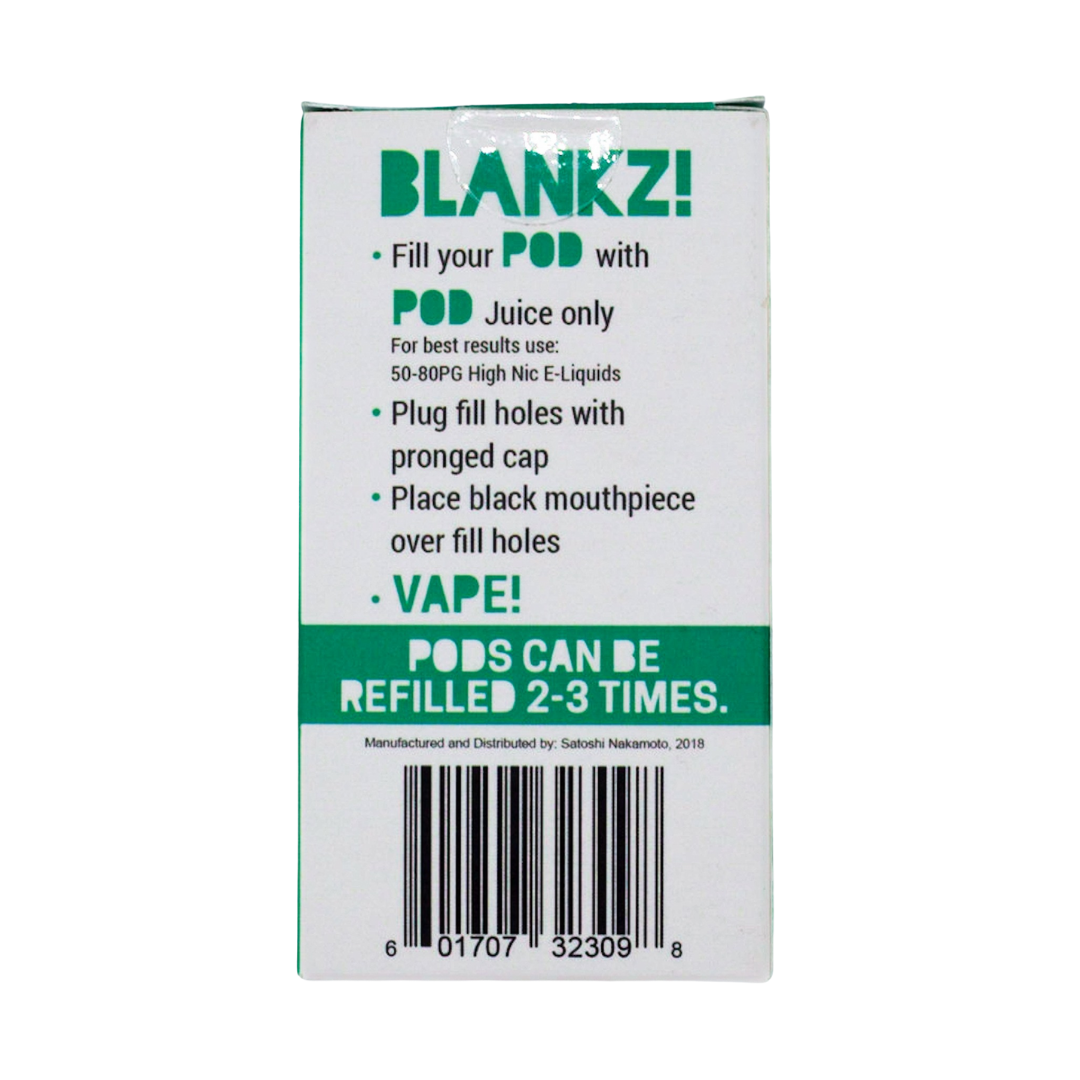 BLANKZ!
• Fill your POD with
POD Juice only
For best results use:
50-80PG High Nic E-Liquids
• Plug fill holes with
pronged cap
• Place black mouthpiece
over fill holes
• VAPE!
PODS CAN BE
REFILLED 2-3 TIMES.
Manufactured and Distributed by: Satoshi Nakamoto, 2018
6 01707 32309 8